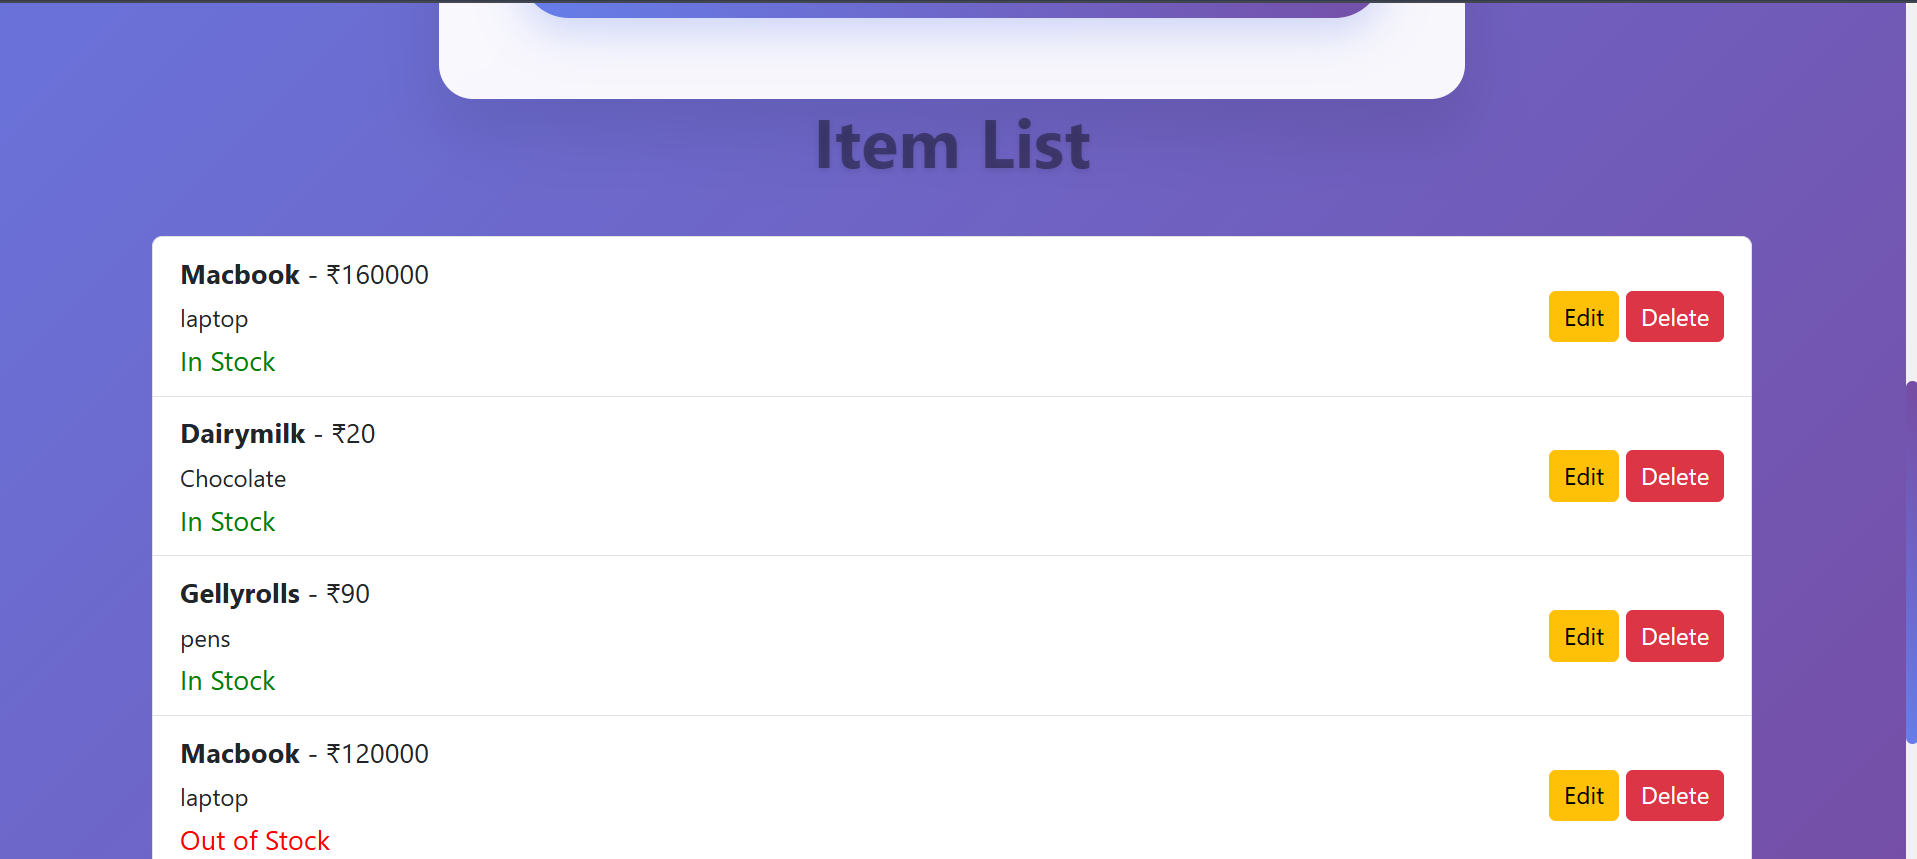 Item List
Macbook - ₹160000
laptop
In Stock
Edit Delete
Dairymilk - ₹20
Chocolate
In Stock
Edit Delete
Gellyrolls - ₹90
pens
In Stock
Edit Delete
Macbook - ₹120000
laptop
Out of Stock
Edit Delete